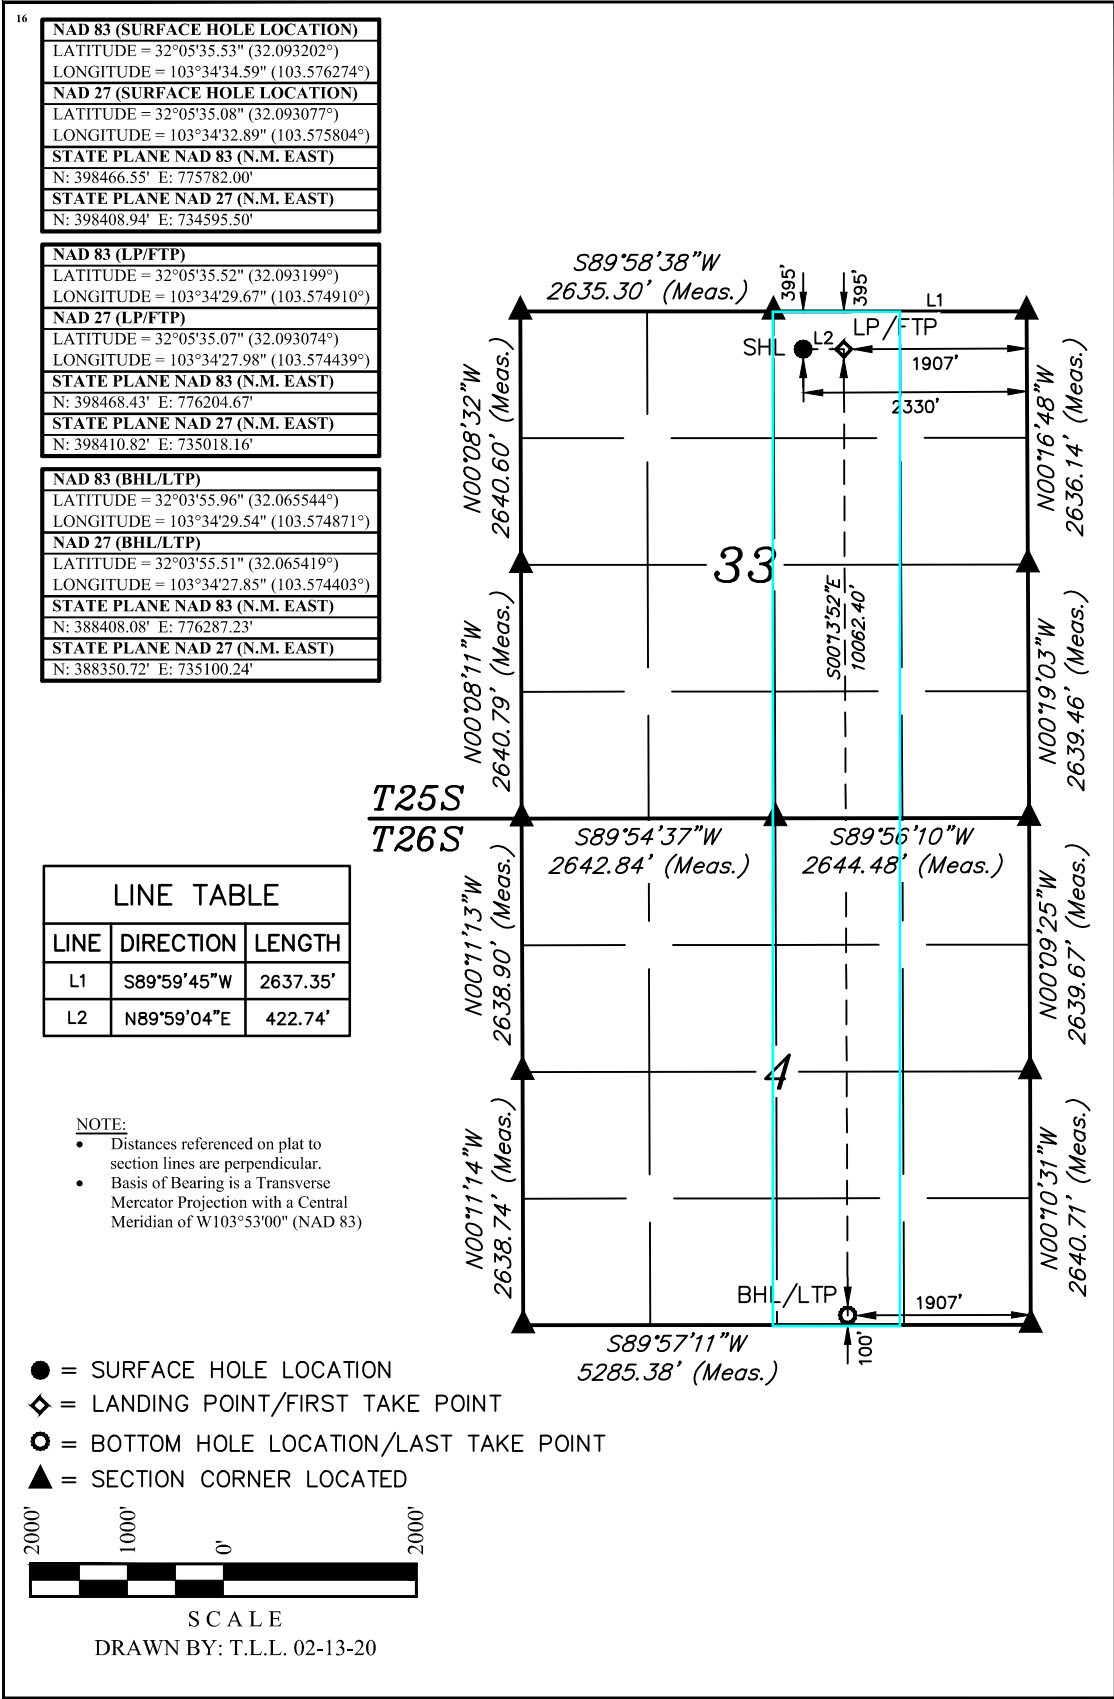 16
NAD 83 (SURFACE HOLE LOCATION)
LATITUDE = 32°05'35.53" (32.093202°)
LONGITUDE = 103°34'34.59" (103.576274°)
NAD 27 (SURFACE HOLE LOCATION)
LATITUDE = 32°05'35.08" (32.093077°)
LONGITUDE = 103°34'32.89" (103.575804°)
STATE PLANE NAD 83 (N.M. EAST)
N: 398466.55' E: 775782.00'
STATE PLANE NAD 27 (N.M. EAST)
N: 398408.94' E: 734595.50'
NAD 83 (LP/FTP)
LATITUDE = 32°05'35.52" (32.093199°)
LONGITUDE = 103°34'29.67" (103.574910°)
NAD 27 (LP/FTP)
LATITUDE = 32°05'35.07" (32.093074°)
LONGITUDE = 103°34'27.98" (103.574439°)
STATE PLANE NAD 83 (N.M. EAST)
N: 398468.43' E: 776204.67'
STATE PLANE NAD 27 (N.M. EAST)
N: 398410.82' E: 735018.16'
NAD 83 (BHL/LTP)
LATITUDE = 32°03'55.96" (32.065544°)
LONGITUDE = 103°34'29.54" (103.574871°)
NAD 27 (BHL/LTP)
LATITUDE = 32°03'55.51" (32.065419°)
LONGITUDE = 103°34'27.85" (103.574403°)
STATE PLANE NAD 83 (N.M. EAST)
N: 388408.08' E: 776287.23'
STATE PLANE NAD 27 (N.M. EAST)
N: 388350.72' E: 735100.24'
S89°58'38"W
2635.30' (Meas.)
395'
395'
L1
LP/FTP
SHL
L2
1907'
2330'
N00°08'32"W
2640.60' (Meas.)
N00°16'48"W
2636.14' (Meas.)
33
S00°13'52"E
10062.40'
N00°08'11"W
2640.79' (Meas.)
N00°19'03"W
2639.46' (Meas.)
T25S
T26S
S89°54'37"W
2642.84' (Meas.)
S89°56'10"W
2644.48' (Meas.)
N00°11'13"W
2638.90' (Meas.)
N00°09'25"W
2639.67' (Meas.)
4
N00°11'14"W
2638.74' (Meas.)
N00°10'31"W
2640.71' (Meas.)
BHL/LTP
1907'
100'
S89°57'11"W
5285.38' (Meas.)
LINE TABLE
LINE DIRECTION LENGTH
L1 S89°59'45"W 2637.35'
L2 N89°59'04"E 422.74'
NOTE:
• Distances referenced on plat to
section lines are perpendicular.
• Basis of Bearing is a Transverse
Mercator Projection with a Central
Meridian of W103°53'00" (NAD 83)
= SURFACE HOLE LOCATION
= LANDING POINT/FIRST TAKE POINT
= BOTTOM HOLE LOCATION/LAST TAKE POINT
= SECTION CORNER LOCATED
2000' 1000' 0' 2000'
SCALE
DRAWN BY: T.L.L. 02-13-20